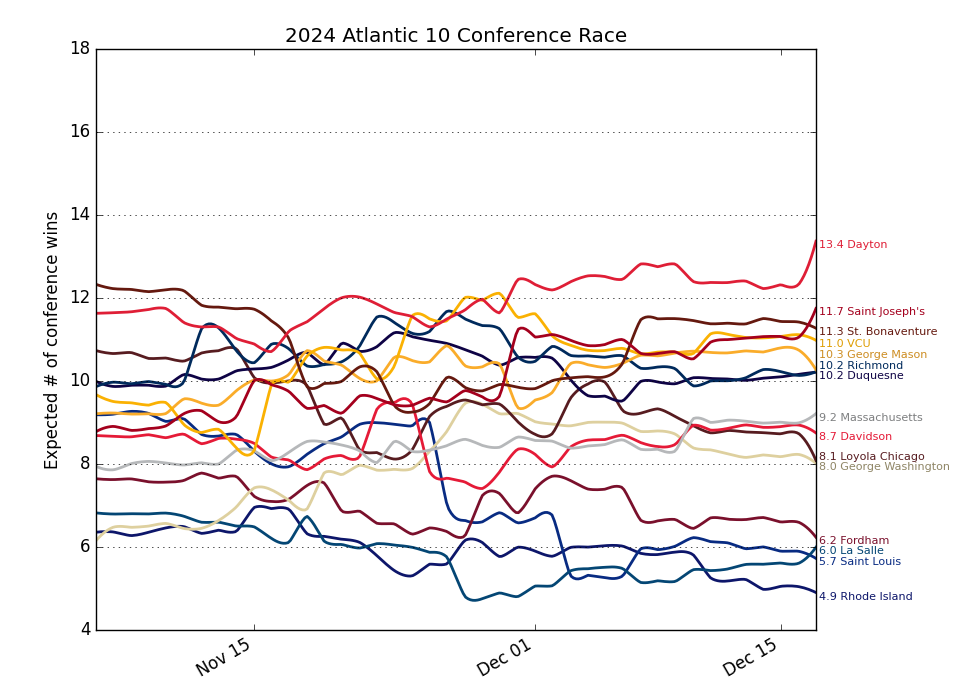 2024 Atlantic 10 Conference Race
Expected # of conference wins
18
16
14
12
10
8
6
4
Nov 15
Dec 01
Dec 15
13.4 Dayton
11.7 Saint Joseph's
11.3 St. Bonaventure
11.0 VCU
10.3 George Mason
10.2 Richmond
10.2 Duquesne
9.2 Massachusetts
8.7 Davidson
8.1 Loyola Chicago
8.0 George Washington
6.2 Fordham
6.0 La Salle
5.7 Saint Louis
4.9 Rhode Island